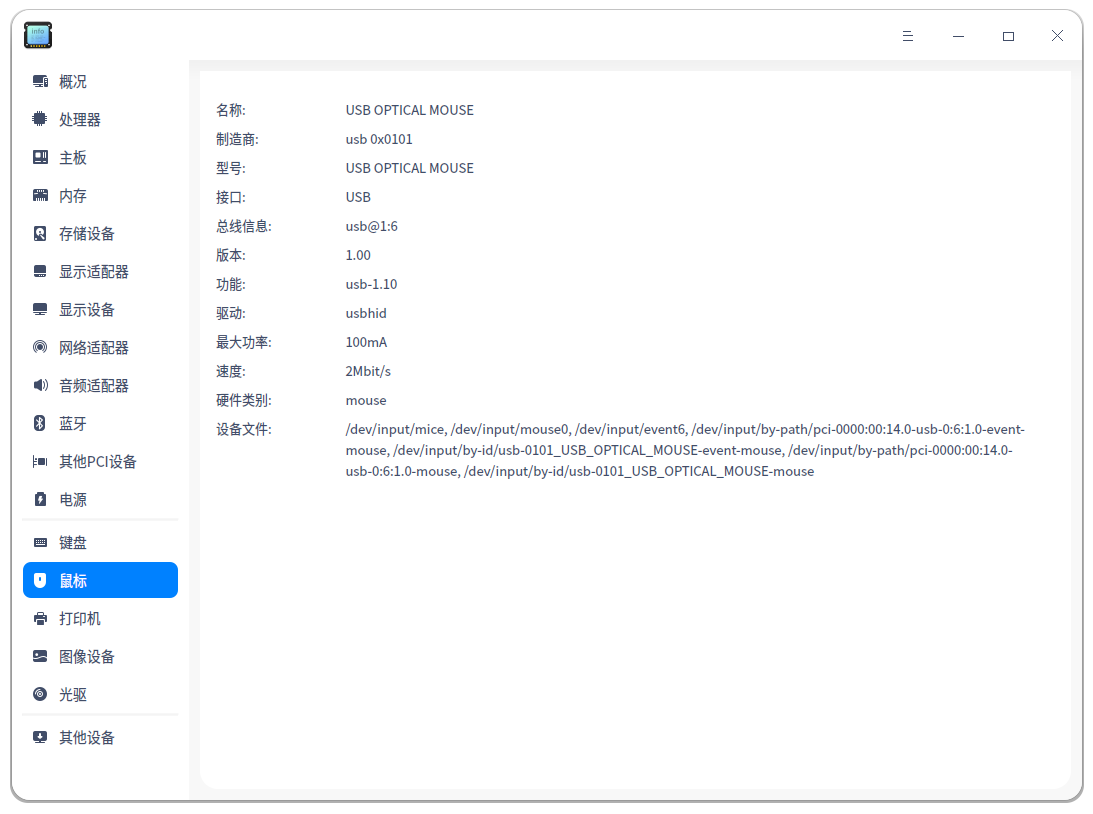 info
概况
处理器
主板
内存
存储设备
显示适配器
显示设备
网络适配器
音频适配器
蓝牙
其他PCI设备
电源
键盘
鼠标
打印机
图像设备
光驱
其他设备
名称: USB OPTICAL MOUSE
制造商: usb 0x0101
型号: USB OPTICAL MOUSE
接口: USB
总线信息: usb@1:6
版本: 1.00
功能: usb-1.10
驱动: usbhid
最大功率: 100mA
速度: 2Mbit/s
硬件类别: mouse
设备文件: /dev/input/mice, /dev/input/mouse0, /dev/input/event6, /dev/input/by-path/pci-0000:00:14.0-usb-0:6:1.0-event-
mouse, /dev/input/by-id/usb-0101_USB_OPTICAL_MOUSE-event-mouse, /dev/input/by-path/pci-0000:00:14.0-
usb-0:6:1.0-mouse, /dev/input/by-id/usb-0101_USB_OPTICAL_MOUSE-mouse